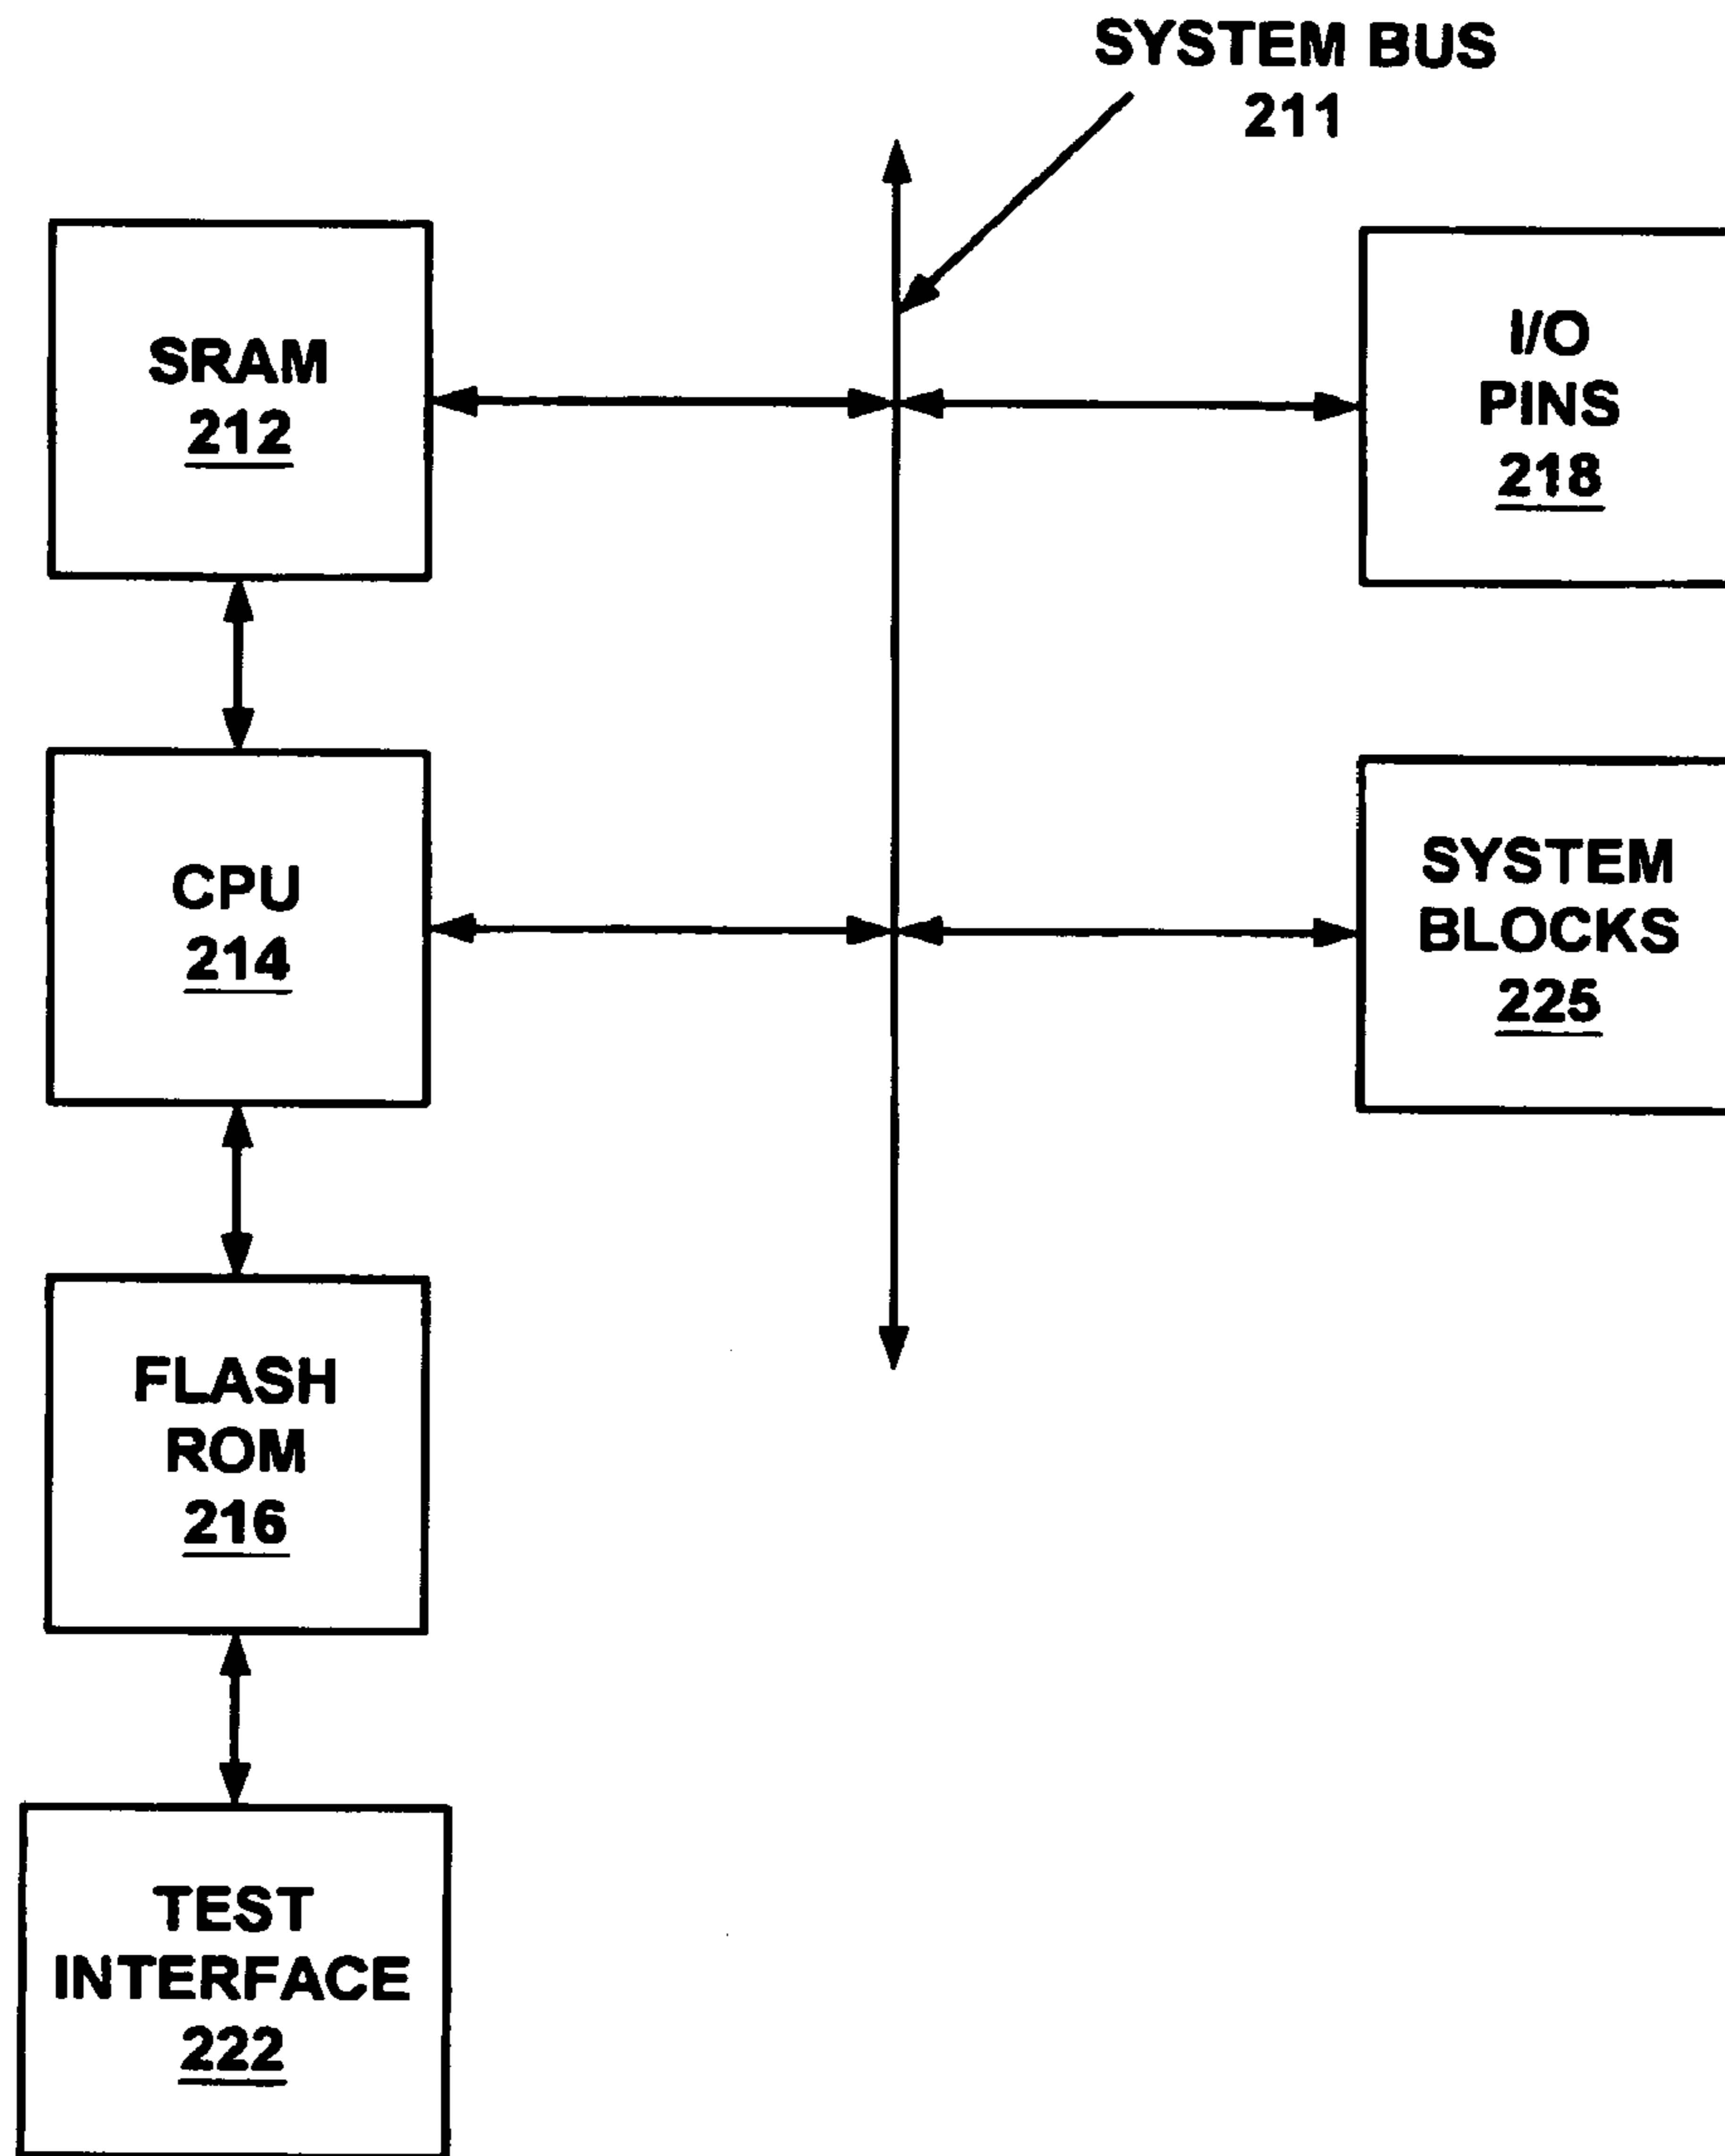 SYSTEM BUS
211
SRAM
212
I/O
PINS
218
CPU
214
SYSTEM
BLOCKS
225
FLASH
ROM
216
TEST
INTERFACE
222